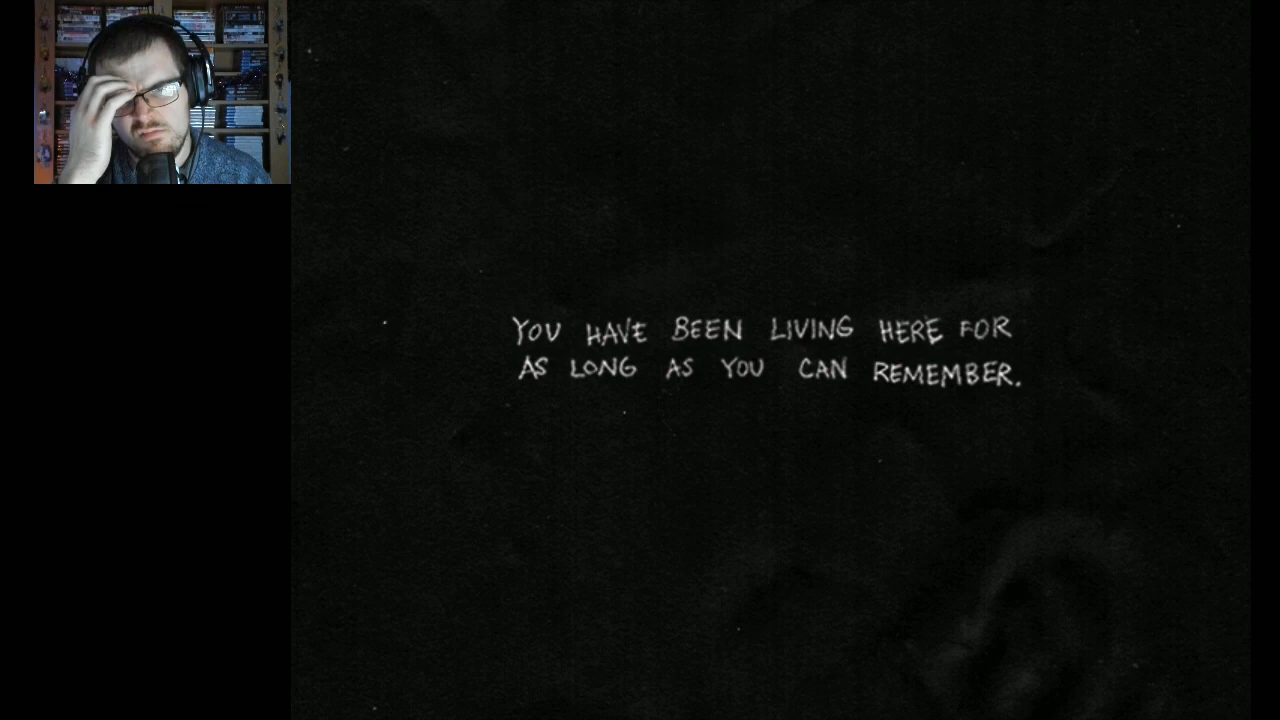 YOU HAVE BEEN LIVING HERE FOR
AS LONG AS YOU CAN REMEMBER.